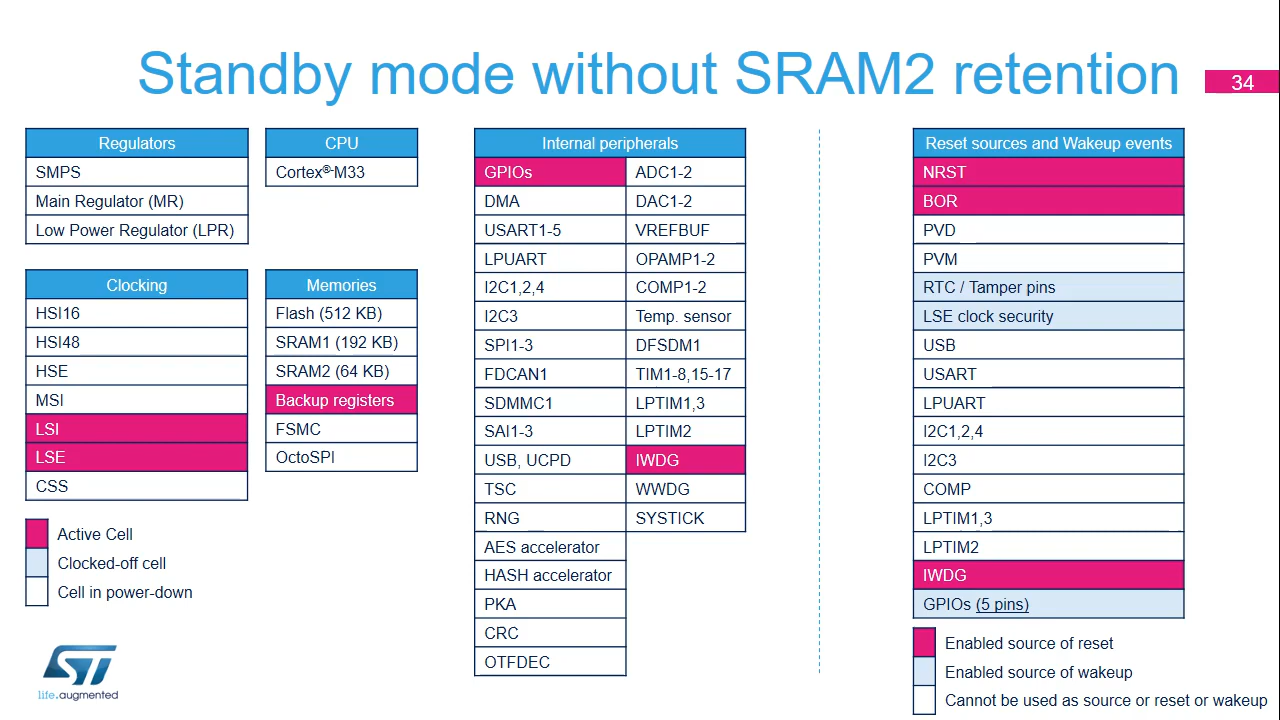 Standby mode without SRAM2 retention
34
Regulators
SMPS
Main Regulator (MR)
Low Power Regulator (LPR)
CPU
Cortex®-M33
Clocking
HSI16
HSI48
HSE
MSI
LSI
LSE
CSS
Memories
Flash (512 KB)
SRAM1 (192 KB)
SRAM2 (64 KB)
Backup registers
FSMC
OctoSPI
Active Cell
Clocked-off cell
Cell in power-down
Internal peripherals
GPIOs
DMA
USART1-5
LPUART
I2C1,2,4
I2C3
SPI1-3
FDCAN1
SDMMC1
SAI1-3
USB, UCPD
TSC
RNG
AES accelerator
HASH accelerator
PKA
CRC
OTFDEC
ADC1-2
DAC1-2
VREFBUF
OPAMP1-2
COMP1-2
Temp. sensor
DFSDM1
TIM1-8,15-17
LPTIM1,3
LPTIM2
IWDG
WWDG
SYSTICK
Reset sources and Wakeup events
NRST
BOR
PVD
PVM
RTC / Tamper pins
LSE clock security
USB
USART
LPUART
I2C1,2,4
I2C3
COMP
LPTIM1,3
LPTIM2
IWDG
GPIOs (5 pins)
Enabled source of reset
Enabled source of wakeup
Cannot be used as source or reset or wakeup
ST
life.augmented